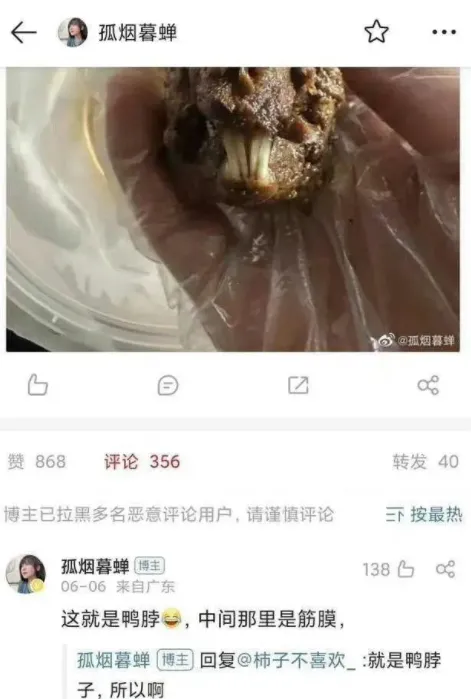 孤烟暮蝉
@孤烟暮蝉
赞 868 评论 356 转发 40
博主已拉黑多名恶意评论用户,请谨慎评论 按最热
孤烟暮蝉 博主 138
06-06 来自广东
这就是鸭脖😂,中间那里是筋膜,
孤烟暮蝉 博主 回复@柿子不喜欢_ :就是鸭脖
子,所以啊